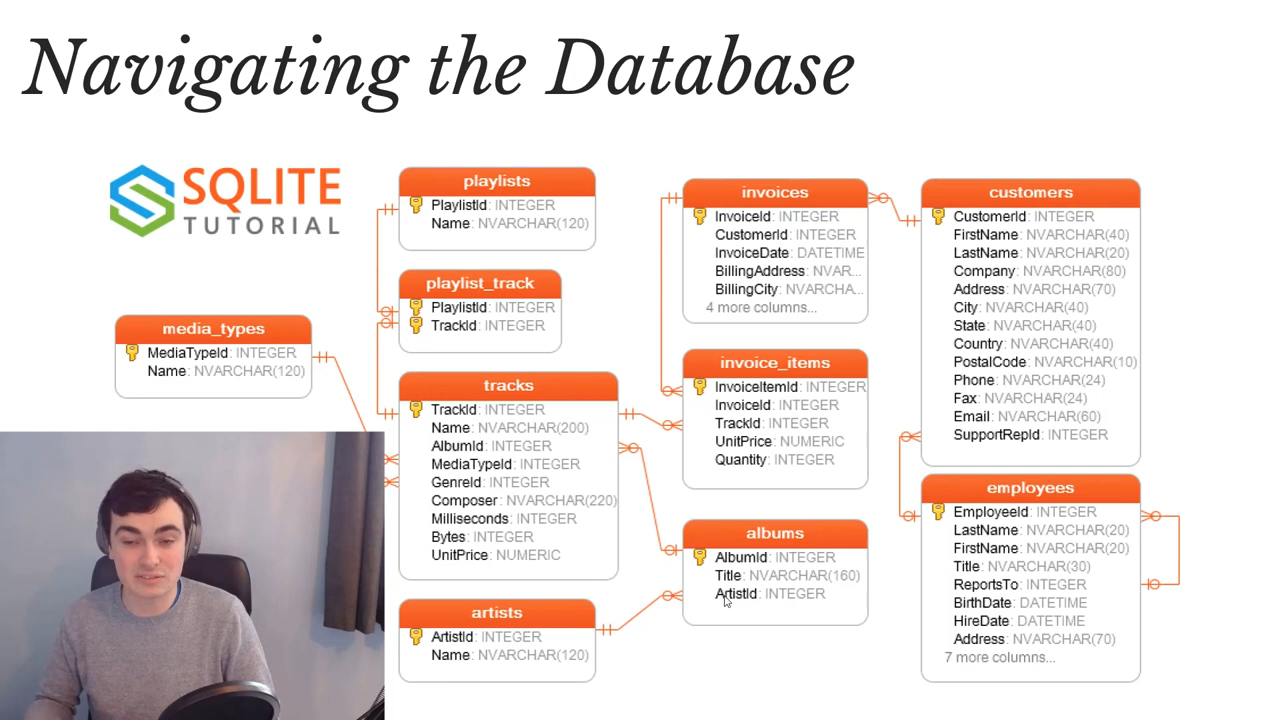 Navigating the Database
SQLITE
TUTORIAL
media_types
MediaTypeId: INTEGER
Name: NVARCHAR(120)
playlists
PlaylistId: INTEGER
Name: NVARCHAR(120)
playlist_track
PlaylistId: INTEGER
TrackId: INTEGER
tracks
TrackId: INTEGER
Name: NVARCHAR(200)
AlbumId: INTEGER
MediaTypeId: INTEGER
GenreId: INTEGER
Composer: NVARCHAR(220)
Milliseconds: INTEGER
Bytes: INTEGER
UnitPrice: NUMERIC
artists
ArtistId: INTEGER
Name: NVARCHAR(120)
invoices
InvoiceId: INTEGER
CustomerId: INTEGER
InvoiceDate: DATETIME
BillingAddress: NVAR...
BillingCity: NVARCHA...
4 more columns...
invoice_items
InvoiceItemId: INTEGER
InvoiceId: INTEGER
TrackId: INTEGER
UnitPrice: NUMERIC
Quantity: INTEGER
albums
AlbumId: INTEGER
Title: NVARCHAR(160)
ArtistId: INTEGER
customers
CustomerId: INTEGER
FirstName: NVARCHAR(40)
LastName: NVARCHAR(20)
Company: NVARCHAR(80)
Address: NVARCHAR(70)
City: NVARCHAR(40)
State: NVARCHAR(40)
Country: NVARCHAR(40)
PostalCode: NVARCHAR(10)
Phone: NVARCHAR(24)
Fax: NVARCHAR(24)
Email: NVARCHAR(60)
SupportRepId: INTEGER
employees
EmployeeId: INTEGER
LastName: NVARCHAR(20)
FirstName: NVARCHAR(20)
Title: NVARCHAR(30)
ReportsTo: INTEGER
BirthDate: DATETIME
HireDate: DATETIME
Address: NVARCHAR(70)
7 more columns...